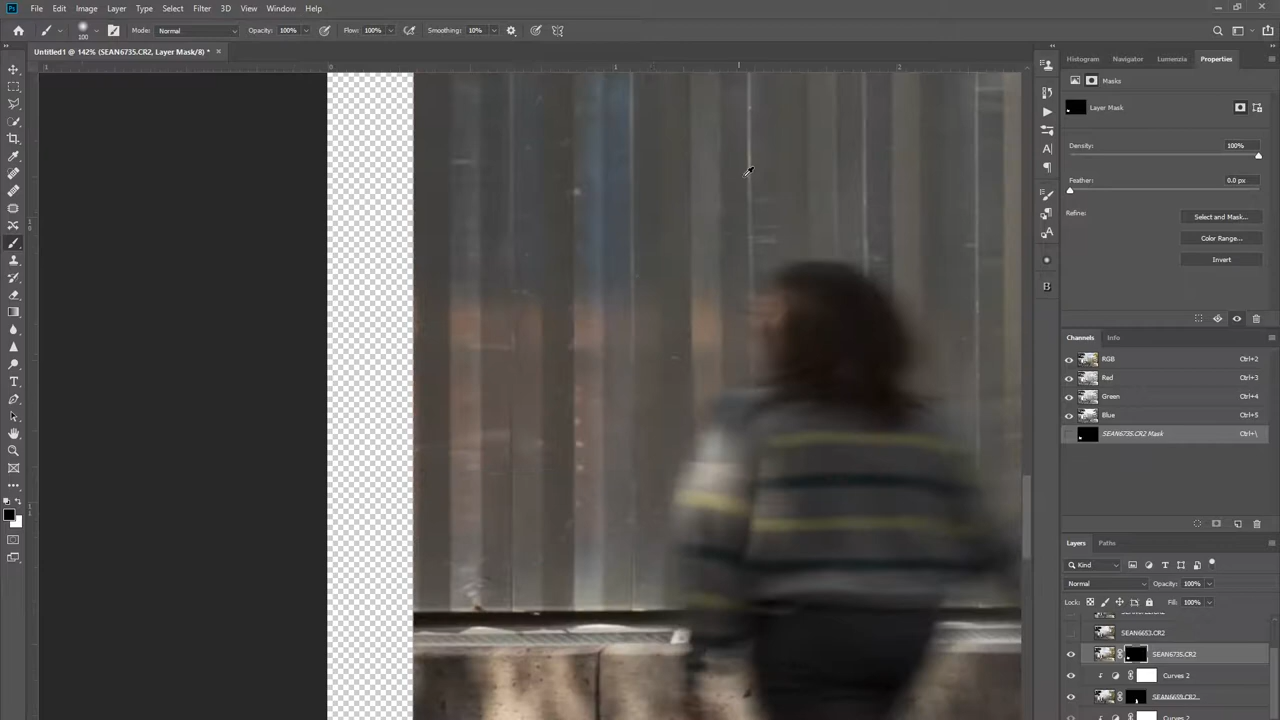 Ps File Edit Image Layer Type Select Filter 3D View Window Help
100 Mode: Normal Opacity: 100% Flow: 100% Smoothing: 10%
Untitled1 @ 142% (SEAN6735.CR2, Layer Mask/8) *
Histogram Navigator Lumenzia Properties
Masks
Layer Mask
Density: 100%
Feather: 0.0 px
Refine: Select and Mask...
Color Range...
Invert
Channels Info
RGB Ctrl+2
Red Ctrl+3
Green Ctrl+4
Blue Ctrl+5
SEAN6735.CR2 Mask Ctrl+\
Layers Paths
Kind
Normal Opacity: 100%
Lock: Fill: 100%
SEAN6653.CR2
SEAN6735.CR2
Curves 2
SEAN6659.CR2...
Curves 2